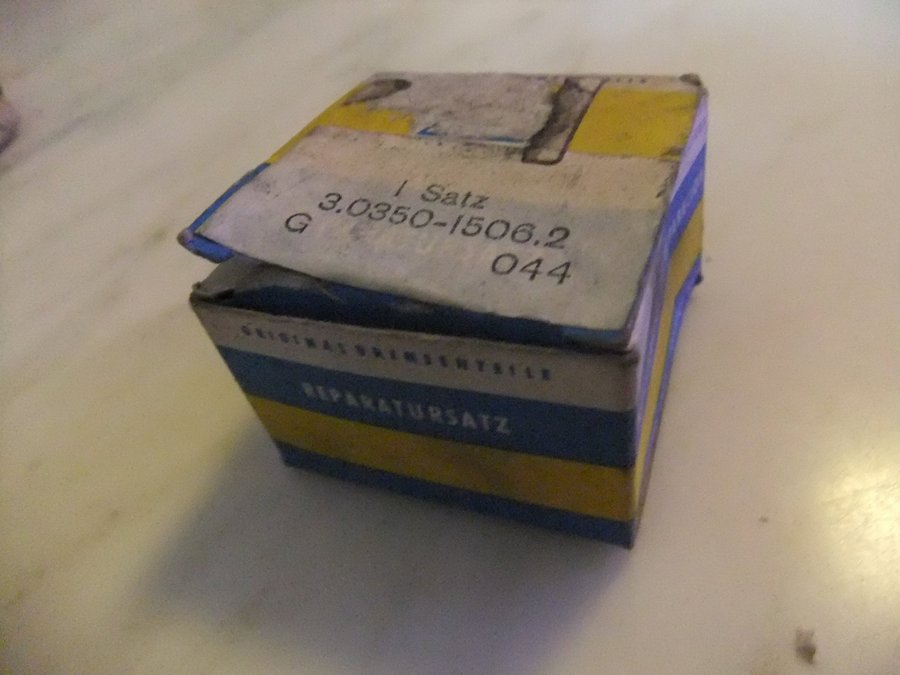 1 Satz
3.0350-1506.2
G
044
ORIGINAL BREMSENTEILE
REPARATURSATZ